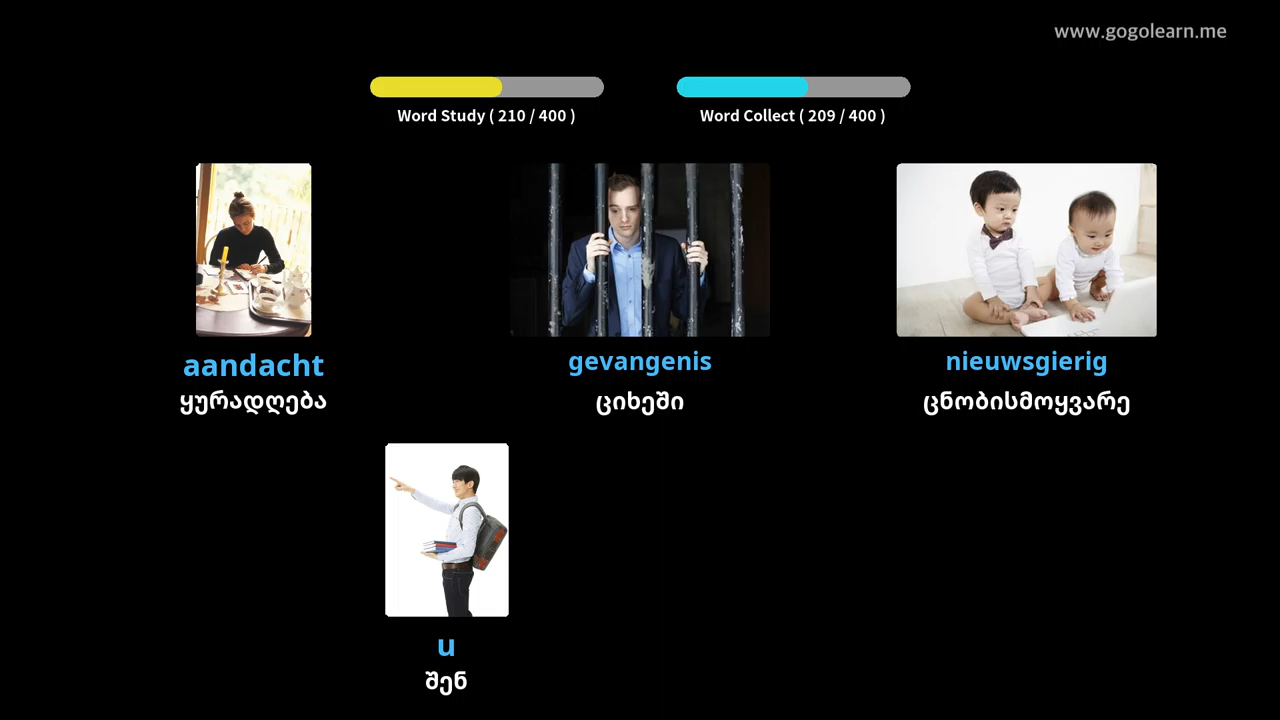 www.gogolearn.me
Word Study ( 210 / 400 )
Word Collect ( 209 / 400 )
aandacht
ყურადღება
gevangenis
ციხეში
nieuwsgierig
ცნობისმოყვარე
u
შენ